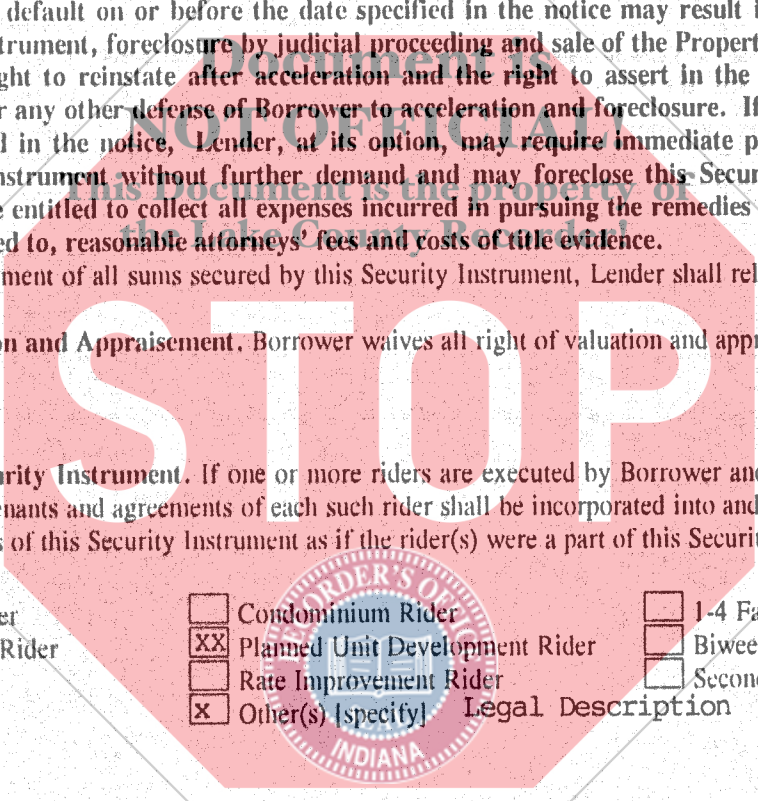 default on or before the date specified in the notice may result i
trument, foreclosure by judicial proceeding and sale of the Propert
ght to reinstate after acceleration and the right to assert in the
r any other defense of Borrower to acceleration and foreclosure. If
d in the notice, Lender, at its option, may require immediate p
nstrument without further demand and may foreclose this Secur
e entitled to collect all expenses incurred in pursuing the remedies
ed to, reasonable attorneys' fees and costs of title evidence.
ment of all sums secured by this Security Instrument, Lender shall rel
on and Appraisement. Borrower waives all right of valuation and appr
urity Instrument. If one or more riders are executed by Borrower and
enants and agreements of each such rider shall be incorporated into and
s of this Security Instrument as if the rider(s) were a part of this Securi
er
Condominium Rider
1-4 Fa
Rider
XX Planned Unit Development Rider
Biwee
Rate Improvement Rider
Second
x Other(s) [specify] Legal Description
Document is
NOT OFFICIAL!
This Document is the property of
the Lake County Recorder!
STOP
RECORDER'S OFFICE
SEAL
INDIANA